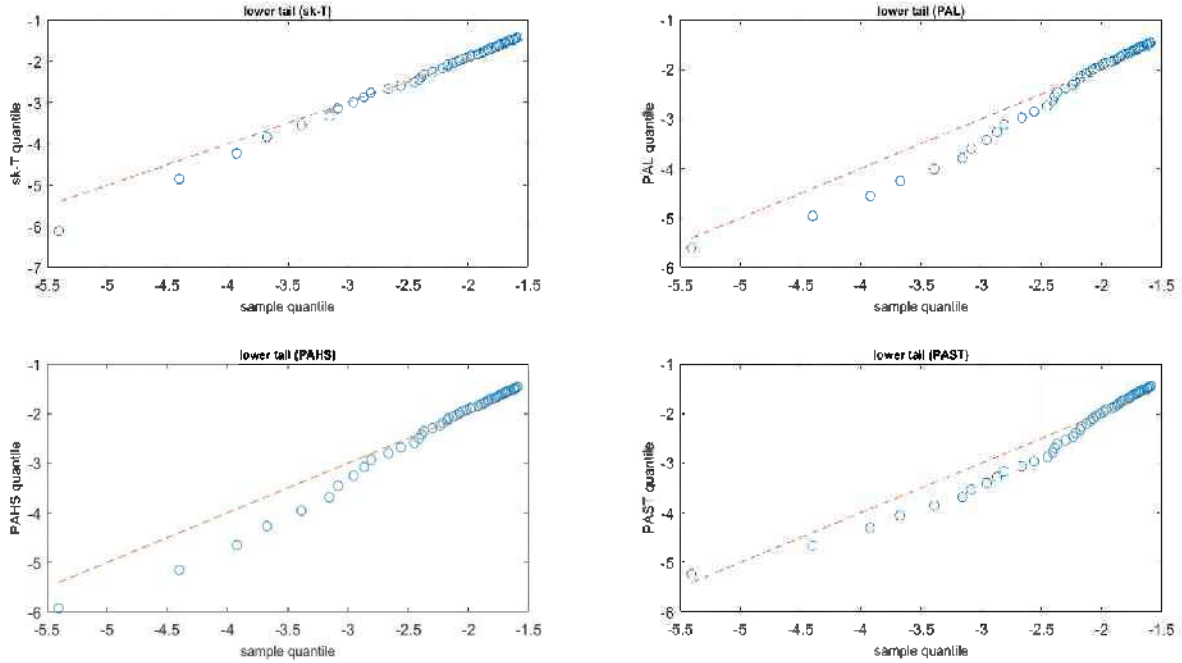 lower tail (sk-T)
-1
-2
-3
-4
-5
-6
-7
sk-T quantile
-5.5 -5 -4.5 -4 -3.5 -3 -2.5 -2 -1.5
sample quantile
lower tail (PAL)
-1
-2
-3
-4
-5
-6
PAL quantile
-5.5 -5 -4.5 -4 -3.5 -3 -2.5 -2 -1.5
sample quantile
lower tail (PAHS)
-1
-2
-3
-4
-5
-6
PAHS quantile
-5.5 -5 -4.5 -4 -3.5 -3 -2.5 -2 -1.5
sample quantile
lower tail (PAST)
-1
-2
-3
-4
-5
-6
PAST quantile
-5.5 -5 -4.5 -4 -3.5 -3 -2.5 -2 -1.5
sample quantile